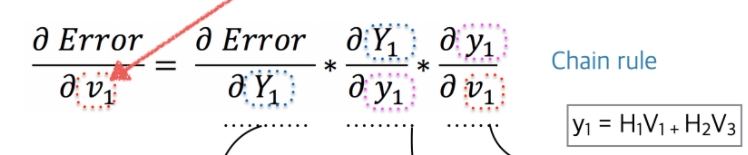 ∂ Error / ∂ v₁ = ∂ Error / ∂ Y₁ * ∂ Y₁ / ∂ y₁ * ∂ y₁ / ∂ v₁
Chain rule
y₁ = H₁V₁ + H₂V₃